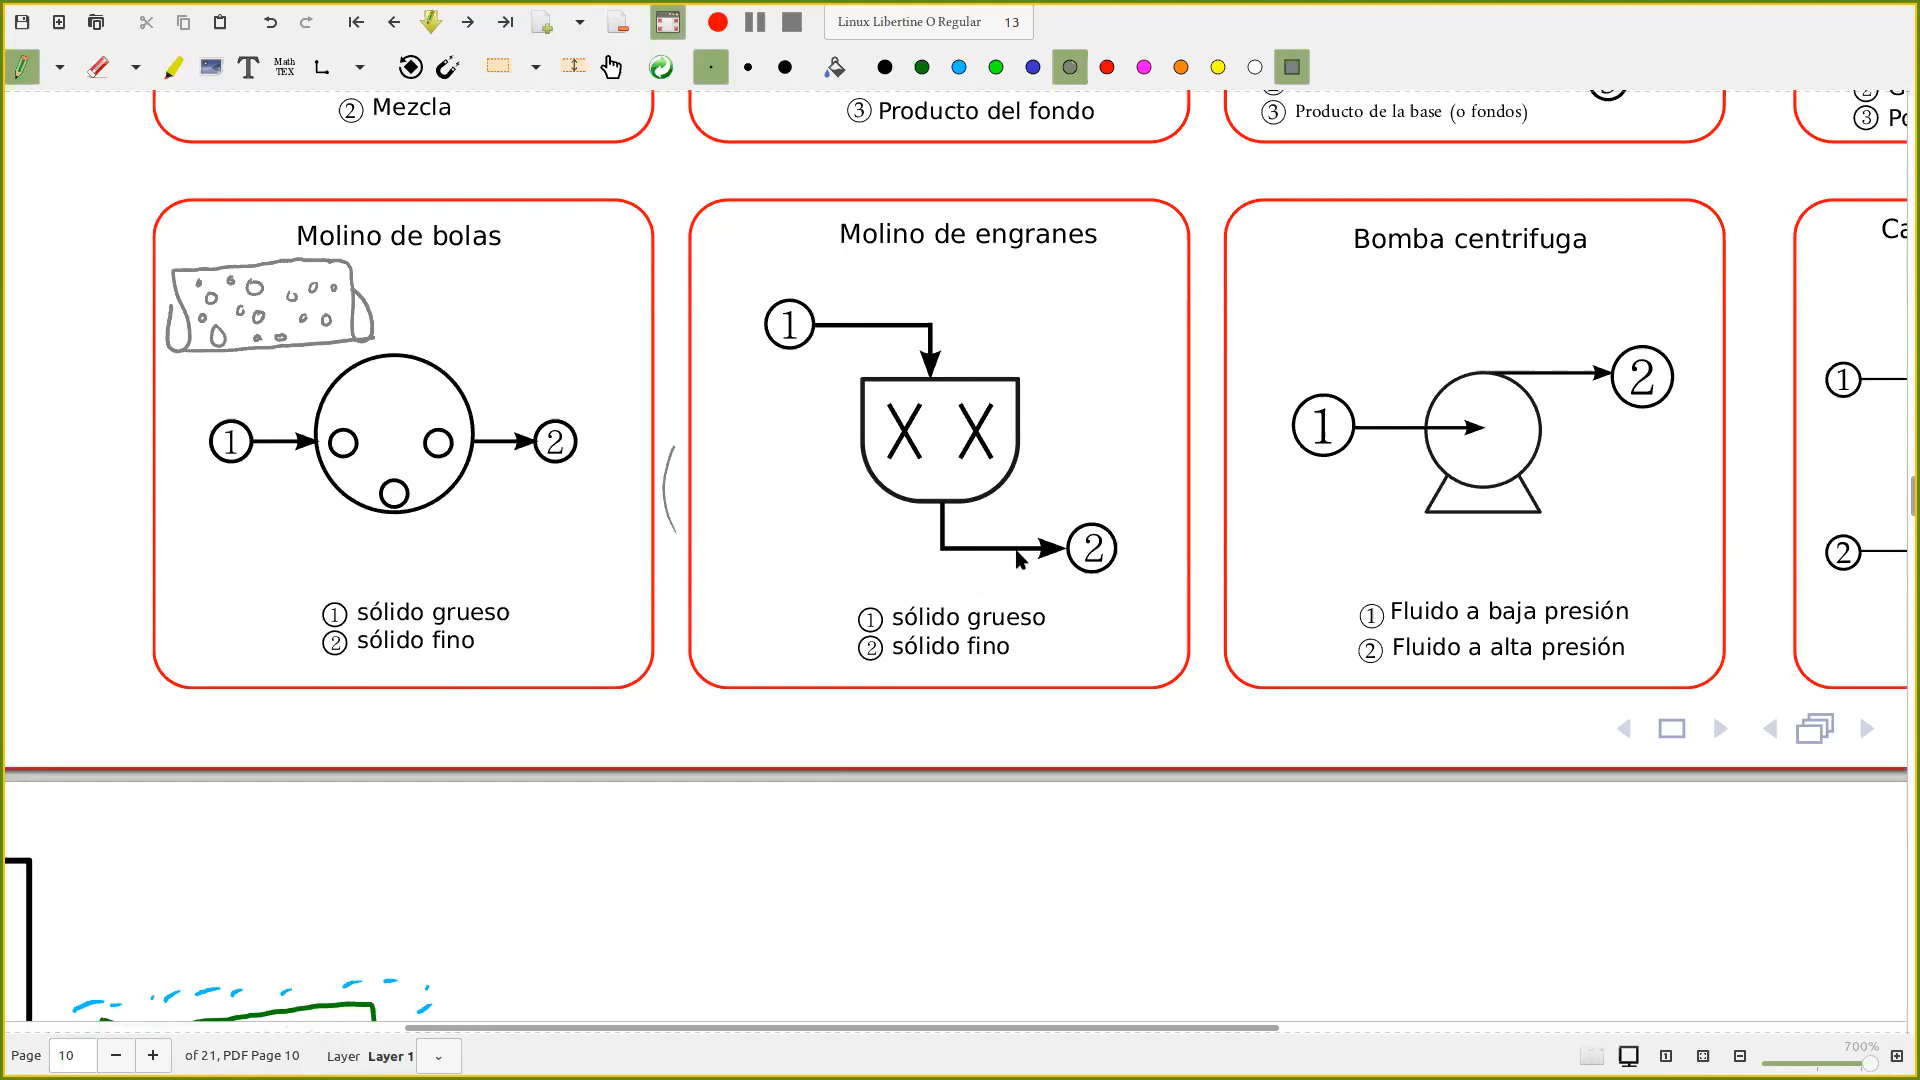 Linux Libertine O Regular 13
Math
TEX
② Mezcla
③ Producto del fondo
③ Producto de la base (o fondos)
③
Molino de bolas
1
2
① sólido grueso
② sólido fino
Molino de engranes
1
X X
2
① sólido grueso
② sólido fino
Bomba centrifuga
1
2
① Fluido a baja presión
② Fluido a alta presión
1
2
Page 10 of 21, PDF Page 10 Layer Layer 1
700%